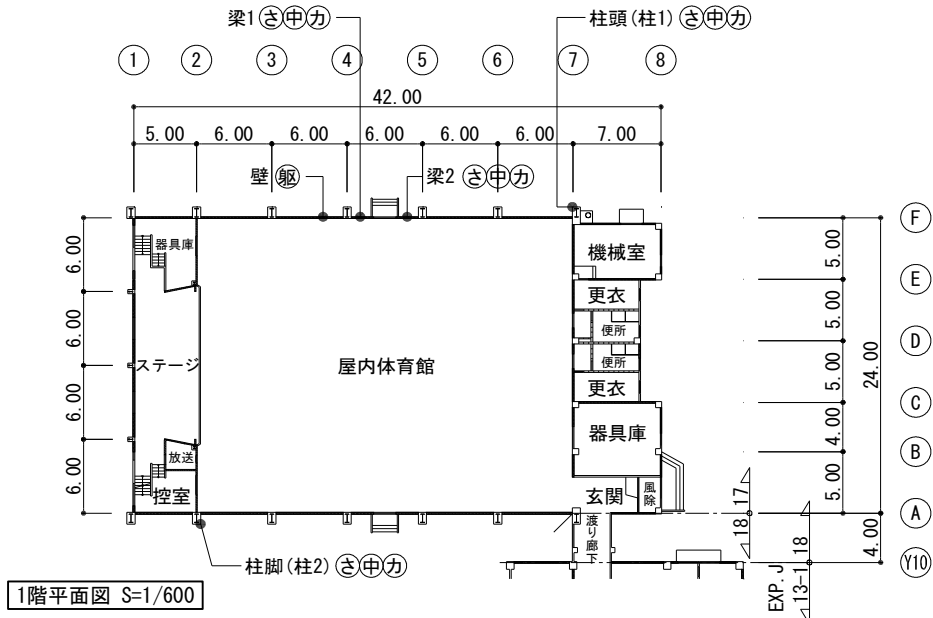 梁1 さ中カ
柱頭(柱1) さ中カ
1 2 3 4 5 6 7 8
42.00
5.00 6.00 6.00 6.00 6.00 6.00 7.00
壁 躯
梁2 さ中カ
F
器具庫
機械室
6.00
5.00
E
更衣
6.00
便所
5.00
D
ステージ
屋内体育館
便所
24.00
更衣
5.00
6.00
C
器具庫
4.00
B
放送
6.00
控室
玄関
風除
5.00
17
A
渡り廊下
18
18
4.00
Y10
柱脚(柱2) さ中カ
EXP.J
13-1
1階平面図 S=1/600